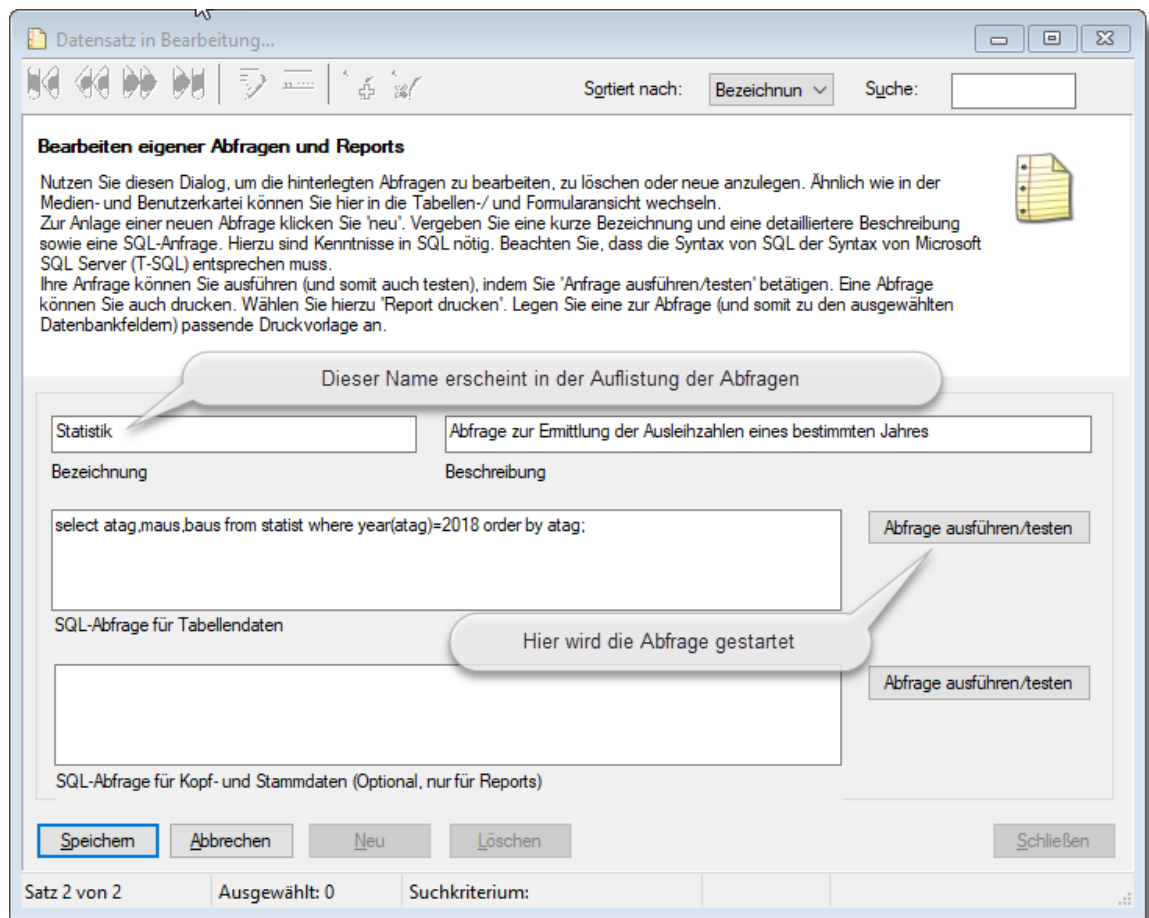 Datensatz in Bearbeitung...
Sortiert nach: Bezeichnun Suche:
Bearbeiten eigener Abfragen und Reports
Nutzen Sie diesen Dialog, um die hinterlegten Abfragen zu bearbeiten, zu löschen oder neue anzulegen. Ähnlich wie in der
Medien- und Benutzerkartei können Sie hier in die Tabellen-/ und Formularansicht wechseln.
Zur Anlage einer neuen Abfrage klicken Sie 'neu'. Vergeben Sie eine kurze Bezeichnung und eine detailliertere Beschreibung
sowie eine SQL-Anfrage. Hierzu sind Kenntnisse in SQL nötig. Beachten Sie, dass die Syntax von SQL der Syntax von Microsoft
SQL Server (T-SQL) entsprechen muss.
Ihre Anfrage können Sie ausführen (und somit auch testen), indem Sie 'Anfrage ausführen/testen' betätigen. Eine Abfrage
können Sie auch drucken. Wählen Sie hierzu 'Report drucken'. Legen Sie eine zur Abfrage (und somit zu den ausgewählten
Datenbankfeldern) passende Druckvorlage an.
Dieser Name erscheint in der Auflistung der Abfragen
Statistik Abfrage zur Ermittlung der Ausleihzahlen eines bestimmten Jahres
Bezeichnung Beschreibung
select atag,maus,baus from statist where year(atag)=2018 order by atag;
Abfrage ausführen/testen
SQL-Abfrage für Tabellendaten
Hier wird die Abfrage gestartet
Abfrage ausführen/testen
SQL-Abfrage für Kopf- und Stammdaten (Optional, nur für Reports)
Speichern Abbrechen Neu Löschen Schließen
Satz 2 von 2 Ausgewählt: 0 Suchkriterium: